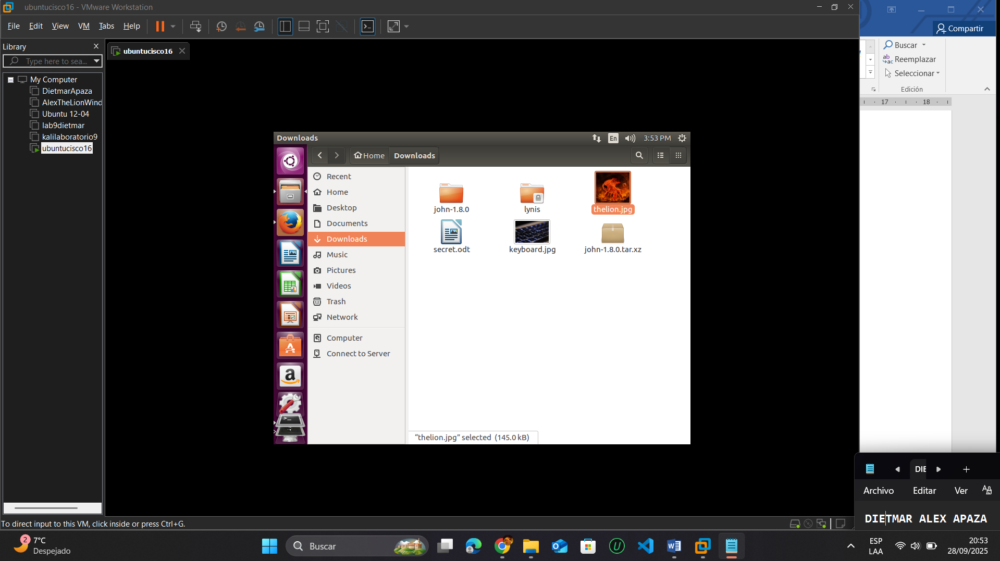 ubuntucisco16 - VMware Workstation
File Edit View VM Tabs Help
Library
ubuntucisco16
Type here to sea...
My Computer
DietmarApaza
AlexTheLionWind
Ubuntu 12-04
lab9dietmar
kalilaboratorio9
ubuntucisco16
Downloads
En
3:53 PM
Home
Downloads
Recent
Home
Desktop
Documents
Downloads
Music
Pictures
Videos
Trash
Network
Computer
Connect to Server
john-1.8.0
lynis
thelion.jpg
secret.odt
keyboard.jpg
john-1.8.0.tar.xz
“thelion.jpg” selected (145.0 kB)
To direct input to this VM, click inside or press Ctrl+G.
Compartir
Buscar
Reemplazar
Seleccionar
Edición
17
18
DIE
Archivo Editar Ver
DIETMAR ALEX APAZA
2
7°C
Despejado
Buscar
ESP
LAA
20:53
28/09/2025